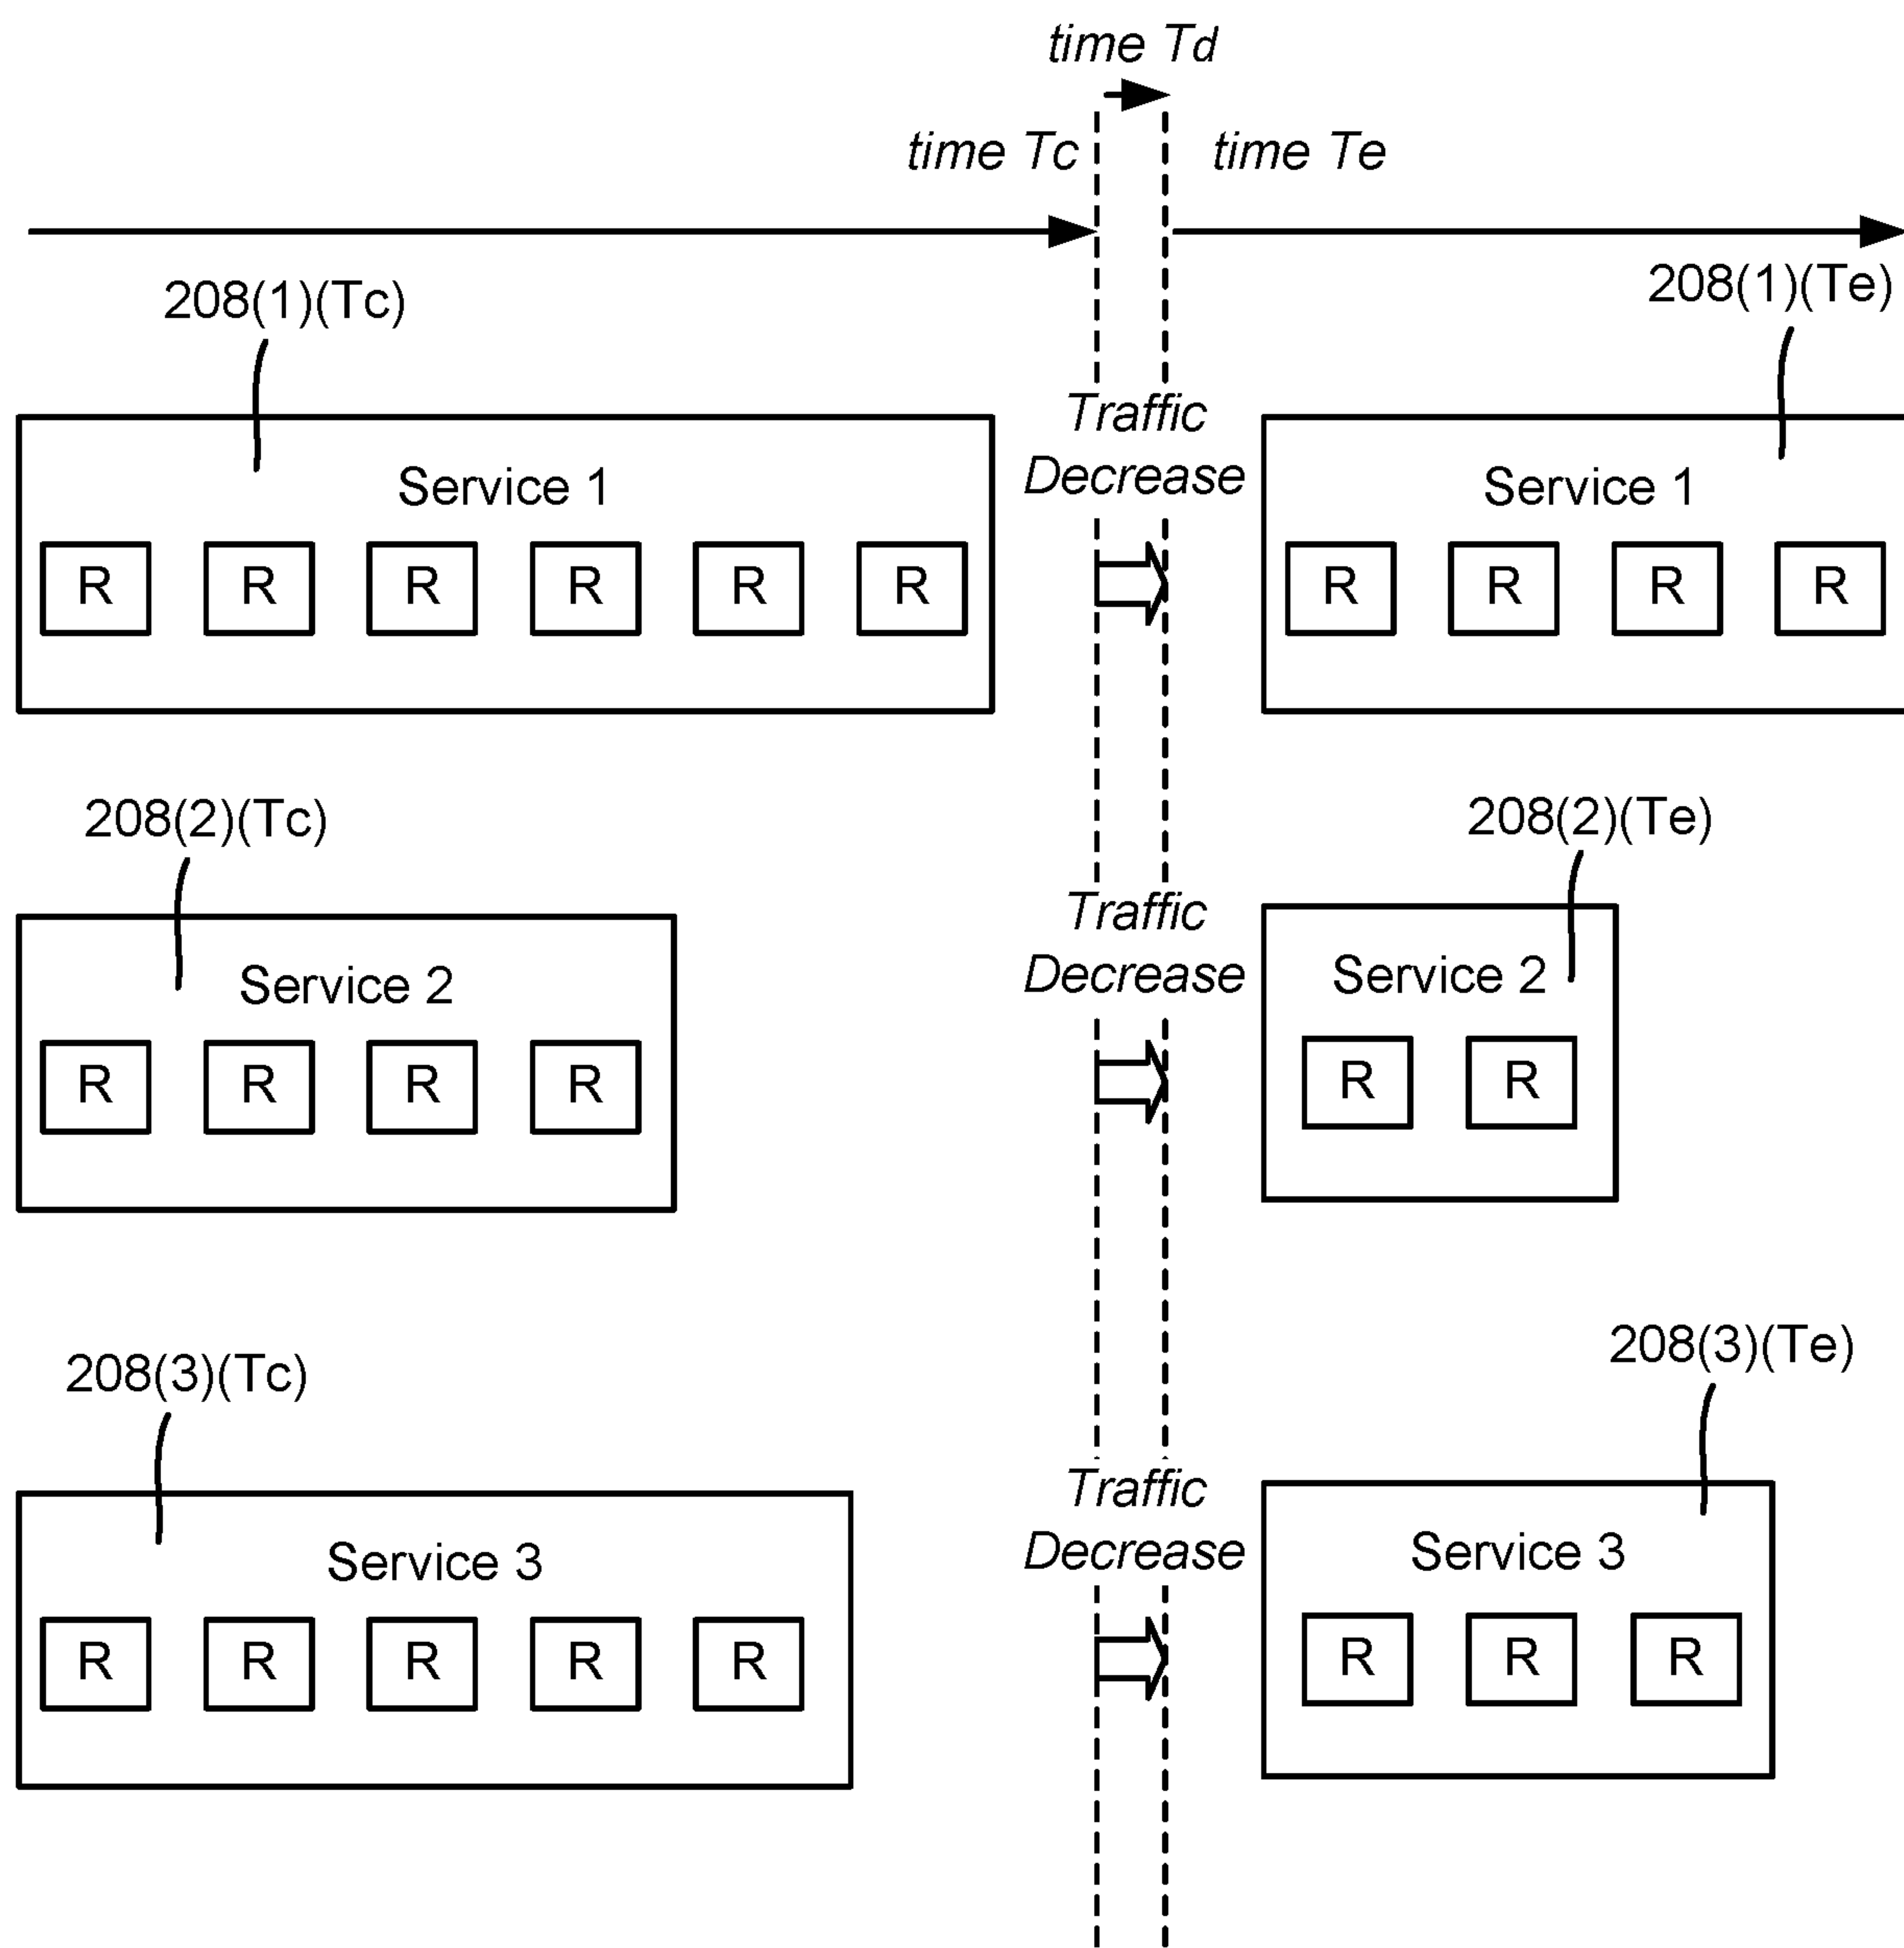 time Td
time Tc
time Te
208(1)(Tc)
208(1)(Te)
Service 1
R R R R R R
Traffic
Decrease
Service 1
R R R R
208(2)(Tc)
208(2)(Te)
Service 2
R R R R
Traffic
Decrease
Service 2
R R
208(3)(Tc)
208(3)(Te)
Service 3
R R R R R
Traffic
Decrease
Service 3
R R R